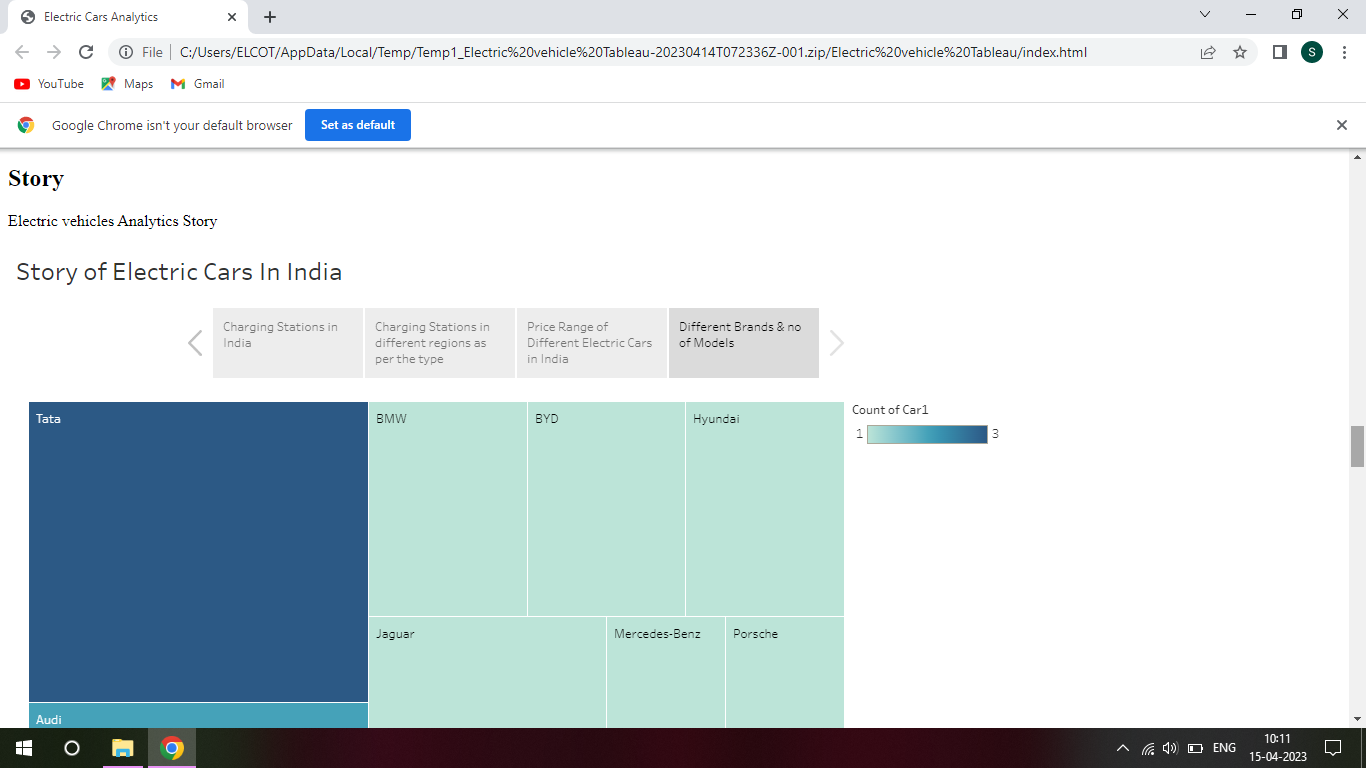 Electric Cars Analytics
File
C:/Users/ELCOT/AppData/Local/Temp/Temp1_Electric%20vehicle%20Tableau-20230414T072336Z-001.zip/Electric%20vehicle%20Tableau/index.html
S
YouTube
Maps
Gmail
Google Chrome isn't your default browser
Set as default
Story
Electric vehicles Analytics Story
Story of Electric Cars In India
Charging Stations in
India
Charging Stations in
different regions as
per the type
Price Range of
Different Electric Cars
in India
Different Brands & no
of Models
Tata
BMW
BYD
Hyundai
Count of Car1
1
3
Jaguar
Mercedes-Benz
Porsche
Audi
ENG
10:11
15-04-2023